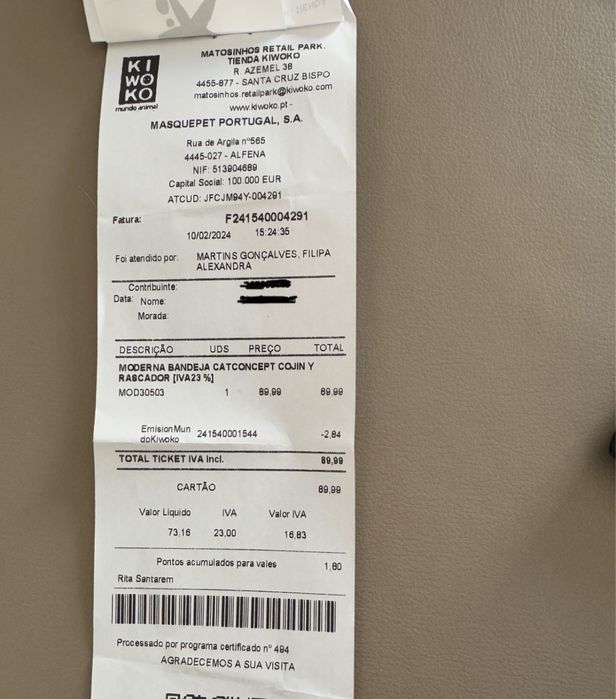 KI
WO
KO
mundo animal
MATOSINHOS RETAIL PARK.
TIENDA KIWOKO
R. AZEMEL 38
4455-877 - SANTA CRUZ BISPO
matosinhos.retailpark@kiwoko.com
www.kiwoko.pt -
MASQUEPET PORTUGAL, S.A.
Rua de Argila nº565
4445-027 - ALFENA
NIF: 513904689
Capital Social: 100.000 EUR
ATCUD: JFCJM94Y-004291
Fatura: F241540004291
10/02/2024 15:24:35
Foi atendido por: MARTINS GONÇALVES, FILIPA
ALEXANDRA
Contribuinte:
Data: Nome:
Morada:
DESCRIÇÃO UDS PREÇO TOTAL
MODERNA BANDEJA CATCONCEPT COJIN Y
RASCADOR [IVA23 %]
MOD30503 1 89,99 89,99
EmisionMun
doKiwoko 241540001544 -2,84
TOTAL TICKET IVA Incl. 89,99
CARTÃO 89,99
Valor Líquido IVA Valor IVA
73,16 23,00 16,83
Pontos acumulados para vales 1,80
Rita Santarem
Processado por programa certificado nº 494
AGRADECEMOS A SUA VISITA